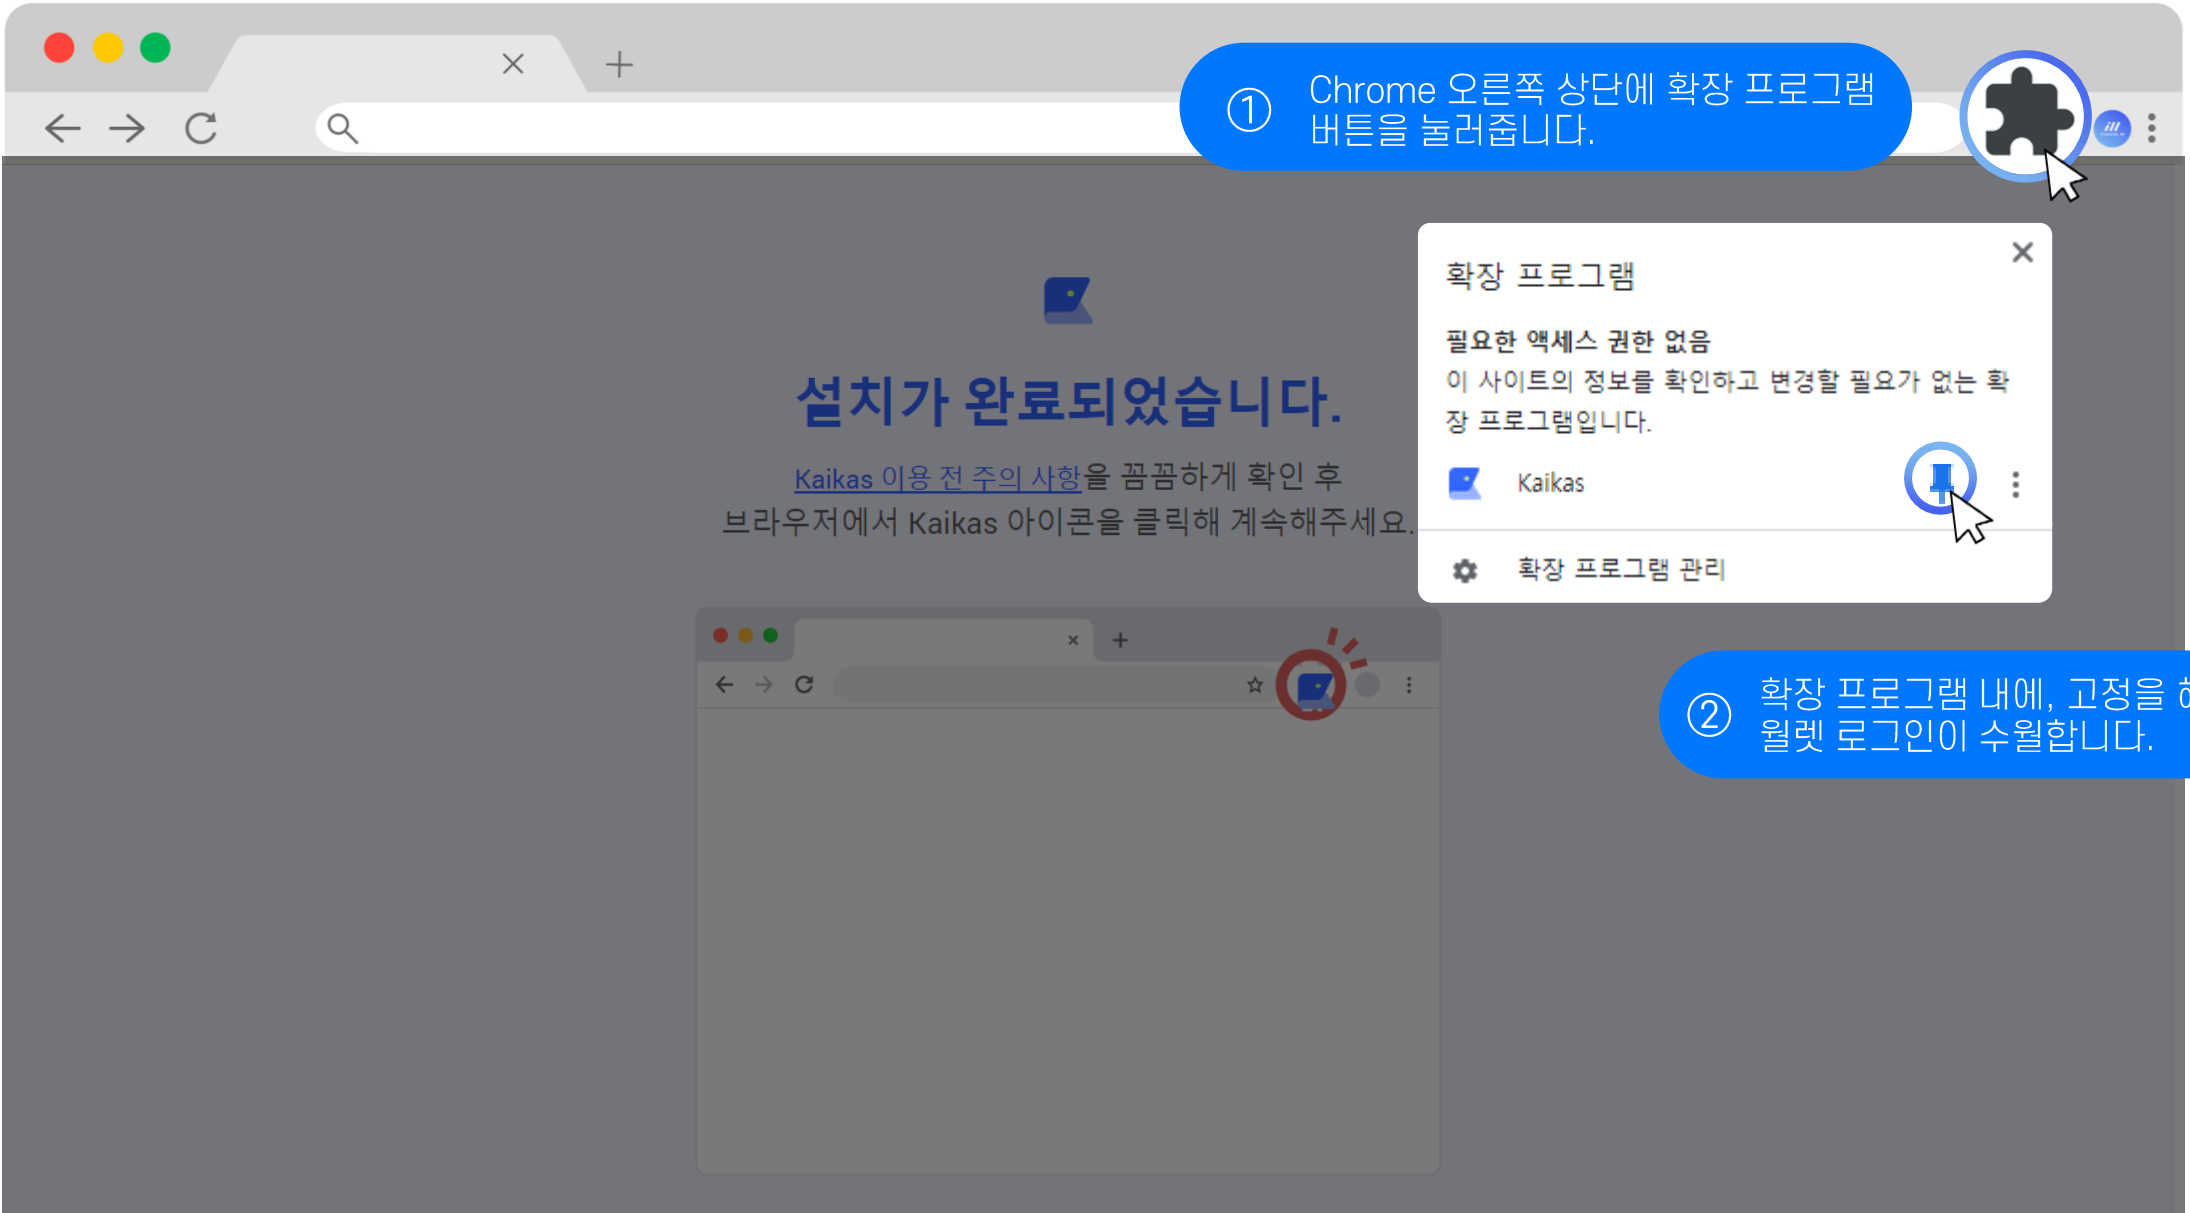 ① Chrome 오른쪽 상단에 확장 프로그램
버튼을 눌러줍니다.
ill
확장 프로그램
필요한 액세스 권한 없음
이 사이트의 정보를 확인하고 변경할 필요가 없는 확
장 프로그램입니다.
Kaikas
확장 프로그램 관리
설치가 완료되었습니다.
Kaikas 이용 전 주의 사항을 꼼꼼하게 확인 후
브라우저에서 Kaikas 아이콘을 클릭해 계속해주세요.
② 확장 프로그램 내에, 고정을
월렛 로그인이 수월합니다.